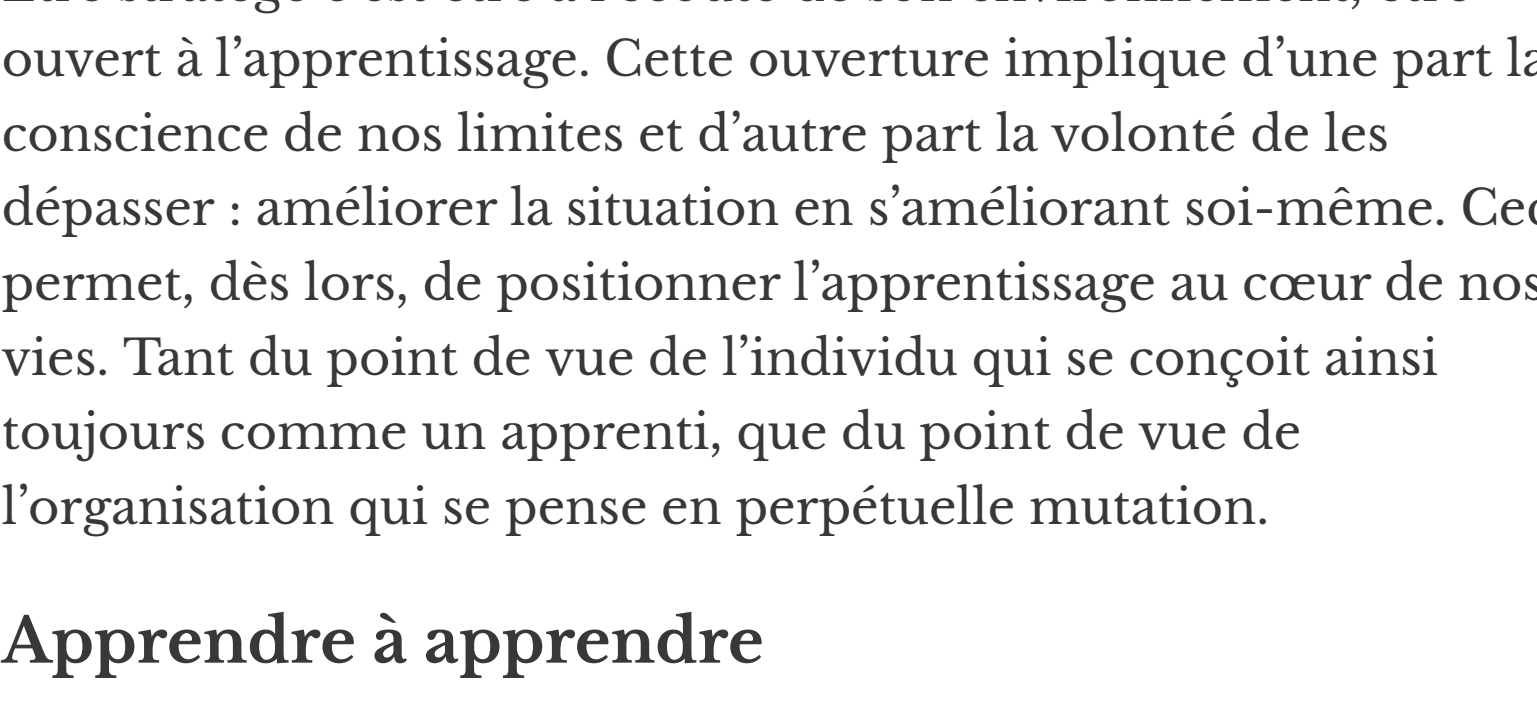 ouvert à l’apprentissage. Cette ouverture implique d’une part la
conscience de nos limites et d’autre part la volonté de les
dépasser : améliorer la situation en s’améliorant soi-même. Ceci
permet, dès lors, de positionner l’apprentissage au cœur de nos
vies. Tant du point de vue de l’individu qui se conçoit ainsi
toujours comme un apprenti, que du point de vue de
l’organisation qui se pense en perpétuelle mutation.
Apprendre à apprendre